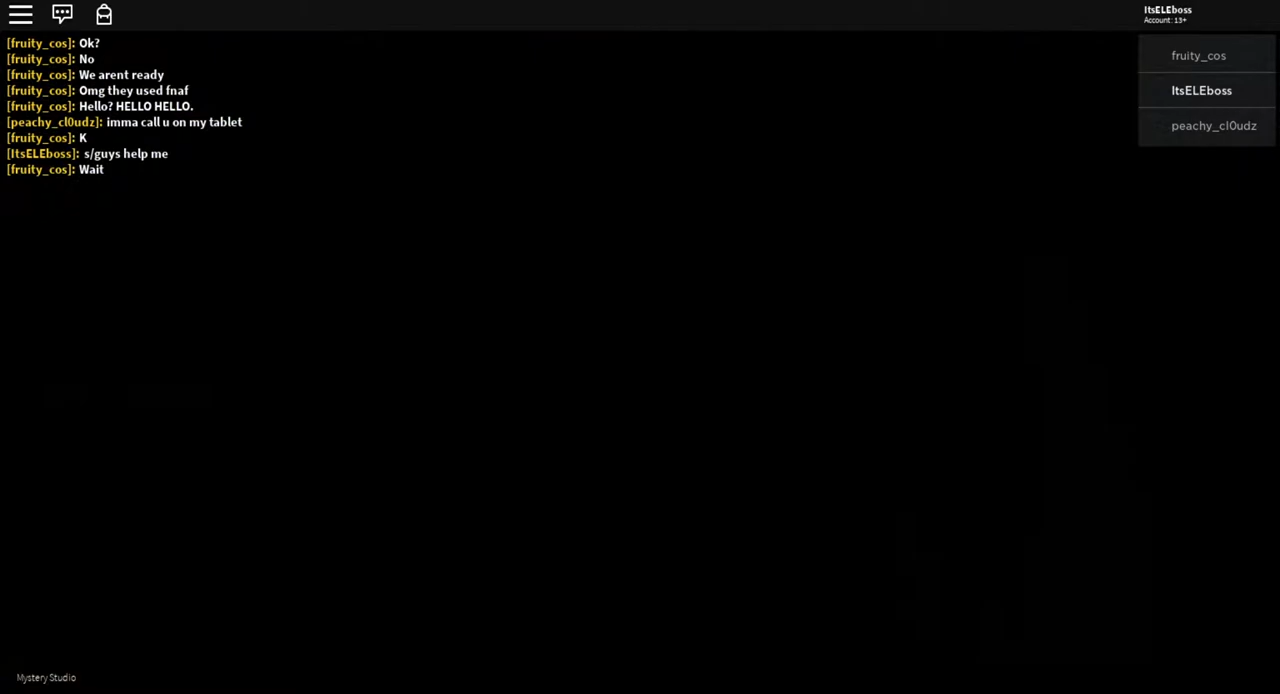 ItsELEboss
Account: 13+
[fruity_cos]: Ok?
[fruity_cos]: No
[fruity_cos]: We arent ready
[fruity_cos]: Omg they used fnaf
[fruity_cos]: Hello? HELLO HELLO.
[peachy_cl0udz]: imma call u on my tablet
[fruity_cos]: K
[ItsELEboss]: s/guys help me
[fruity_cos]: Wait
fruity_cos
ItsELEboss
peachy_cl0udz
Mystery Studio